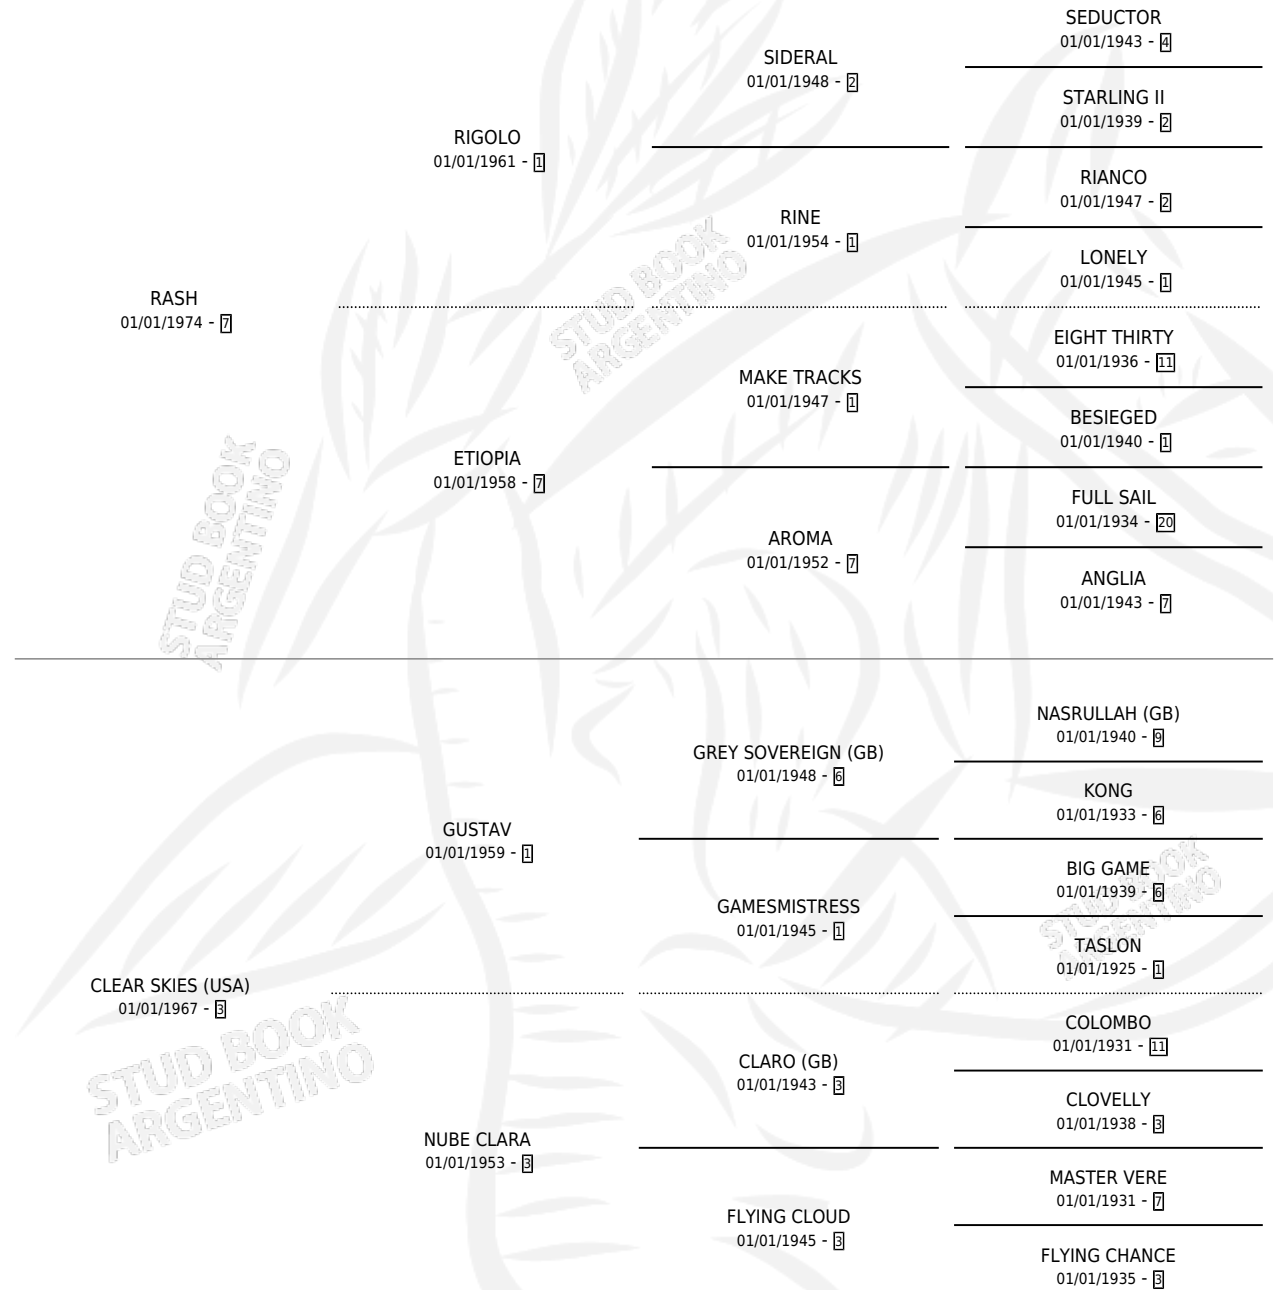 SEDUCTOR
01/01/1943 - 4
SIDERAL
01/01/1948 - 2
STARLING II
01/01/1939 - 2
RIGOLO
01/01/1961 - 1
RIANCO
01/01/1947 - 2
RINE
01/01/1954 - 1
LONELY
01/01/1945 - 1
RASH
01/01/1974 - 7
EIGHT THIRTY
01/01/1936 - 11
MAKE TRACKS
01/01/1947 - 1
BESIEGED
01/01/1940 - 1
ETIOPIA
01/01/1958 - 7
FULL SAIL
01/01/1934 - 20
AROMA
01/01/1952 - 7
ANGLIA
01/01/1943 - 7
STUD BOOK
ARGENTINO
STUD BOOK
ARGENTINO
NASRULLAH (GB)
01/01/1940 - 9
GREY SOVEREIGN (GB)
01/01/1948 - 6
KONG
01/01/1933 - 6
GUSTAV
01/01/1959 - 1
BIG GAME
01/01/1939 - 6
GAMESMISTRESS
01/01/1945 - 1
TASLON
01/01/1925 - 1
CLEAR SKIES (USA)
01/01/1967 - 3
COLOMBO
01/01/1931 - 11
CLARO (GB)
01/01/1943 - 3
CLOVELLY
01/01/1938 - 3
NUBE CLARA
01/01/1953 - 3
MASTER VERE
01/01/1931 - 7
FLYING CLOUD
01/01/1945 - 3
FLYING CHANCE
01/01/1935 - 3
STUD BOOK
ARGENTINO
STUD BOOK
ARGENTINO